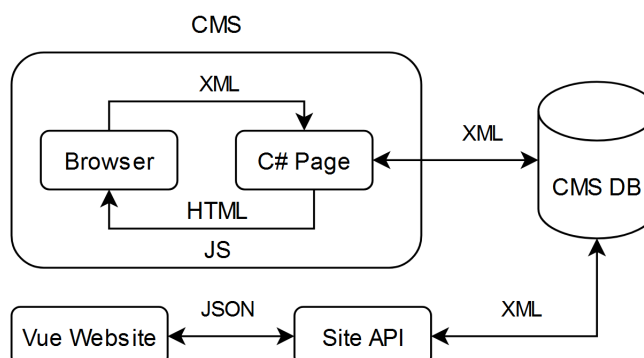 CMS
XML
Browser
C# Page
XML
CMS DB
HTML
JS
JSON
XML
Vue Website
Site API